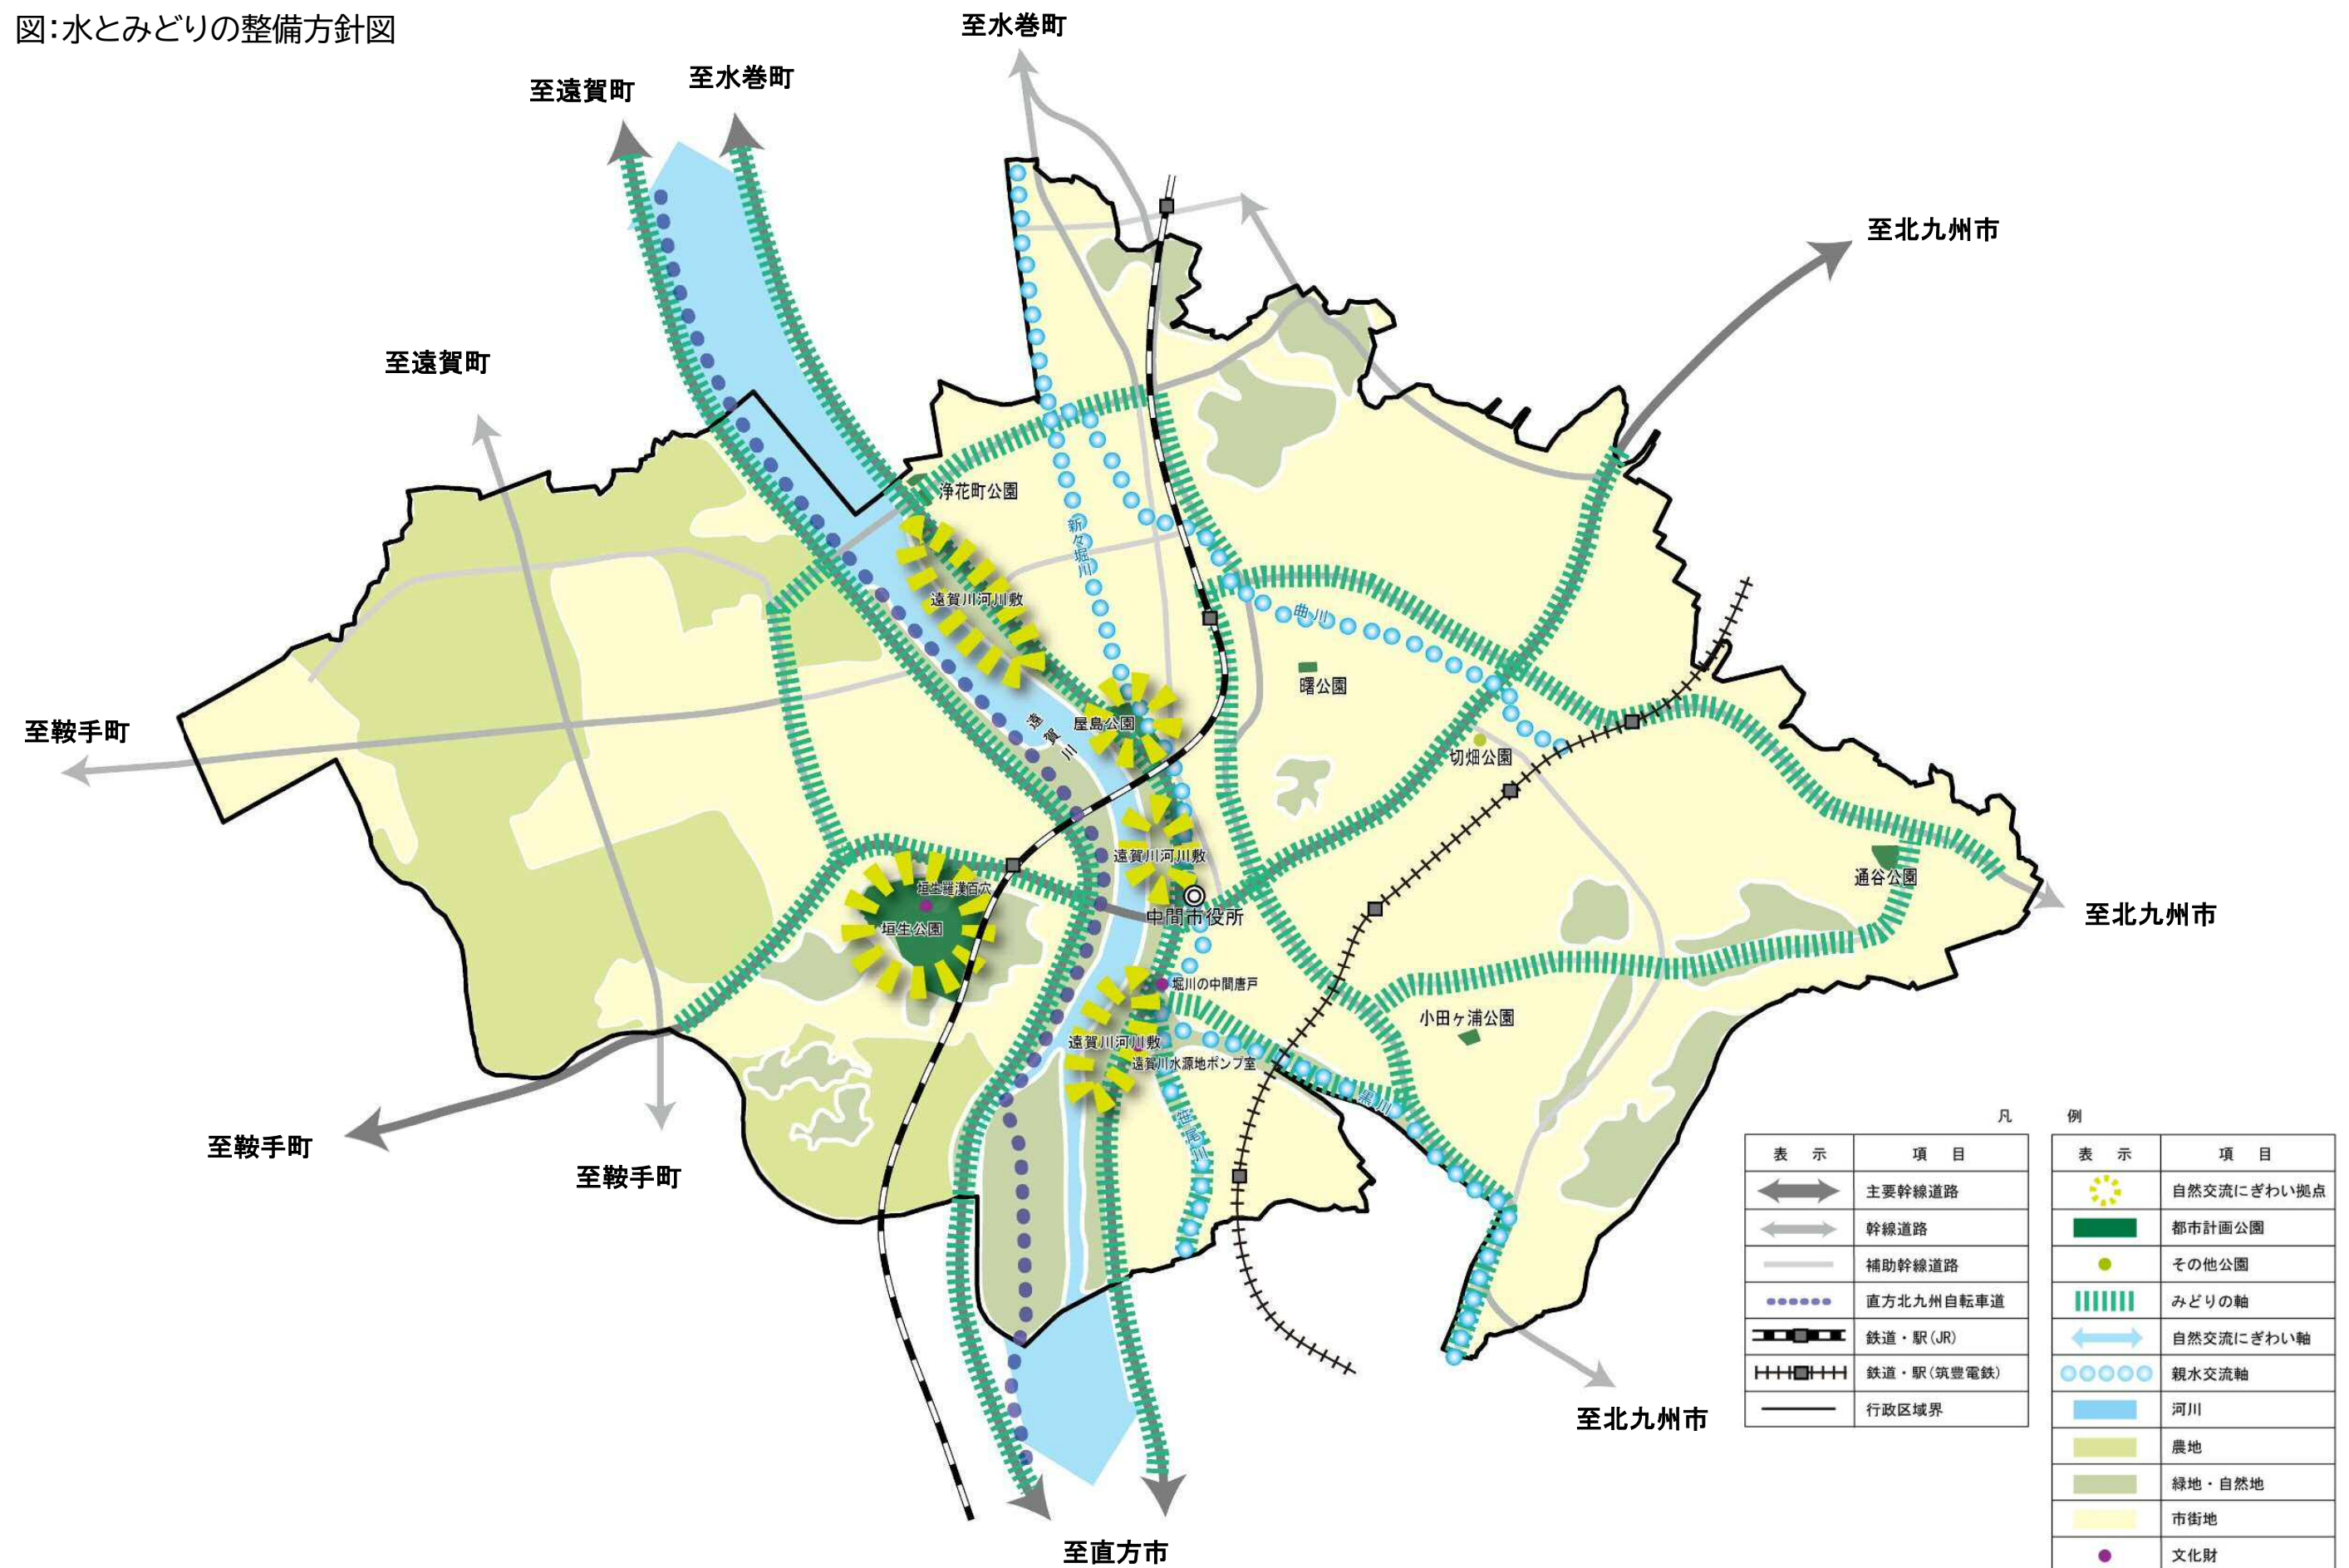 図：水とみどりの整備方針図
至水巻町
至遠賀町
至水巻町
至北九州市
至遠賀町
浄花町公園
新々堀川
遠賀川河川敷
曲川
曙公園
遠賀川
屋島公園
至鞍手町
切畑公園
遠賀川河川敷
垣生羅漢百穴
垣生公園
中間市役所
通谷公園
至北九州市
堀川の中間唐戸
小田ヶ浦公園
遠賀川河川敷
遠賀川水源地ポンプ室
黒川
笹尾川
至鞍手町
至鞍手町
至北九州市
至直方市
凡 例
表 示 項 目
主要幹線道路
幹線道路
補助幹線道路
直方北九州自転車道
鉄道・駅(JR)
鉄道・駅(筑豊電鉄)
行政区域界
表 示 項 目
自然交流にぎわい拠点
都市計画公園
その他公園
みどりの軸
自然交流にぎわい軸
親水交流軸
河川
農地
緑地・自然地
市街地
文化財